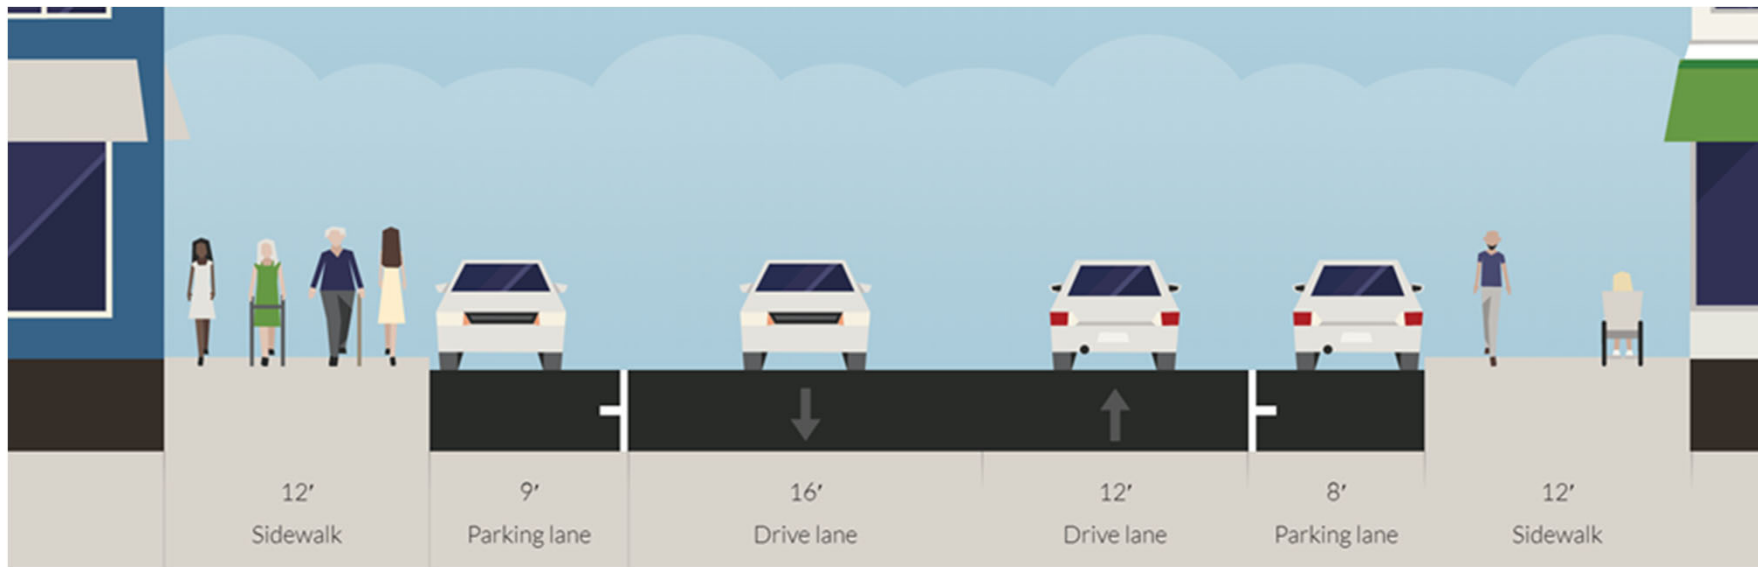 12′ 9′ 16′ 12′ 8′ 12′
Sidewalk Parking lane Drive lane Drive lane Parking lane Sidewalk